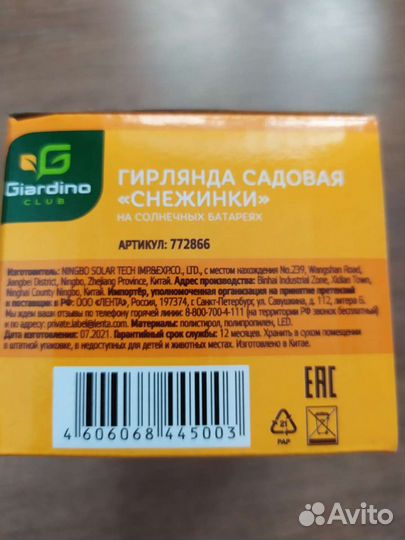 Giardino
CLUB
ГИРЛЯНДА САДОВАЯ
«СНЕЖИНКИ»
НА СОЛНЕЧНЫХ БАТАРЕЯХ
АРТИКУЛ: 772866
Изготовитель: NINGBO SOLAR TECH IMP.&EXP.CO., LTD., с местом нахождения No.239, Wangshan Road,
Jiangbei District, Ningbo, Zhejiang Province, Китай. Адрес производства: Binhai Industrial Zone, Xidian Town,
Ninghai County Ningbo, Китай. Импортёр, уполномоченная организация на принятие претензий
и поставщик в РФ: ООО «ЛЕНТА», Россия, 197374, г. Санкт-Петербург, ул. Савушкина, д. 112, литера Б.
Мы ждем ваши отзывы по телефону горячей линии: 8-800-700-4-111 (на территории РФ звонок бесплатный)
и по адресу: private.label@lenta.com. Материалы: полистирол, полипропилен, LED.
Дата изготовления: 07.2021. Гарантийный срок службы: 12 месяцев. Хранить в сухом помещении
в штатной упаковке, в недоступных для детей и животных местах. Изготовлено в Китае.
4 606068 445003
EAC
21
PAP
Avito